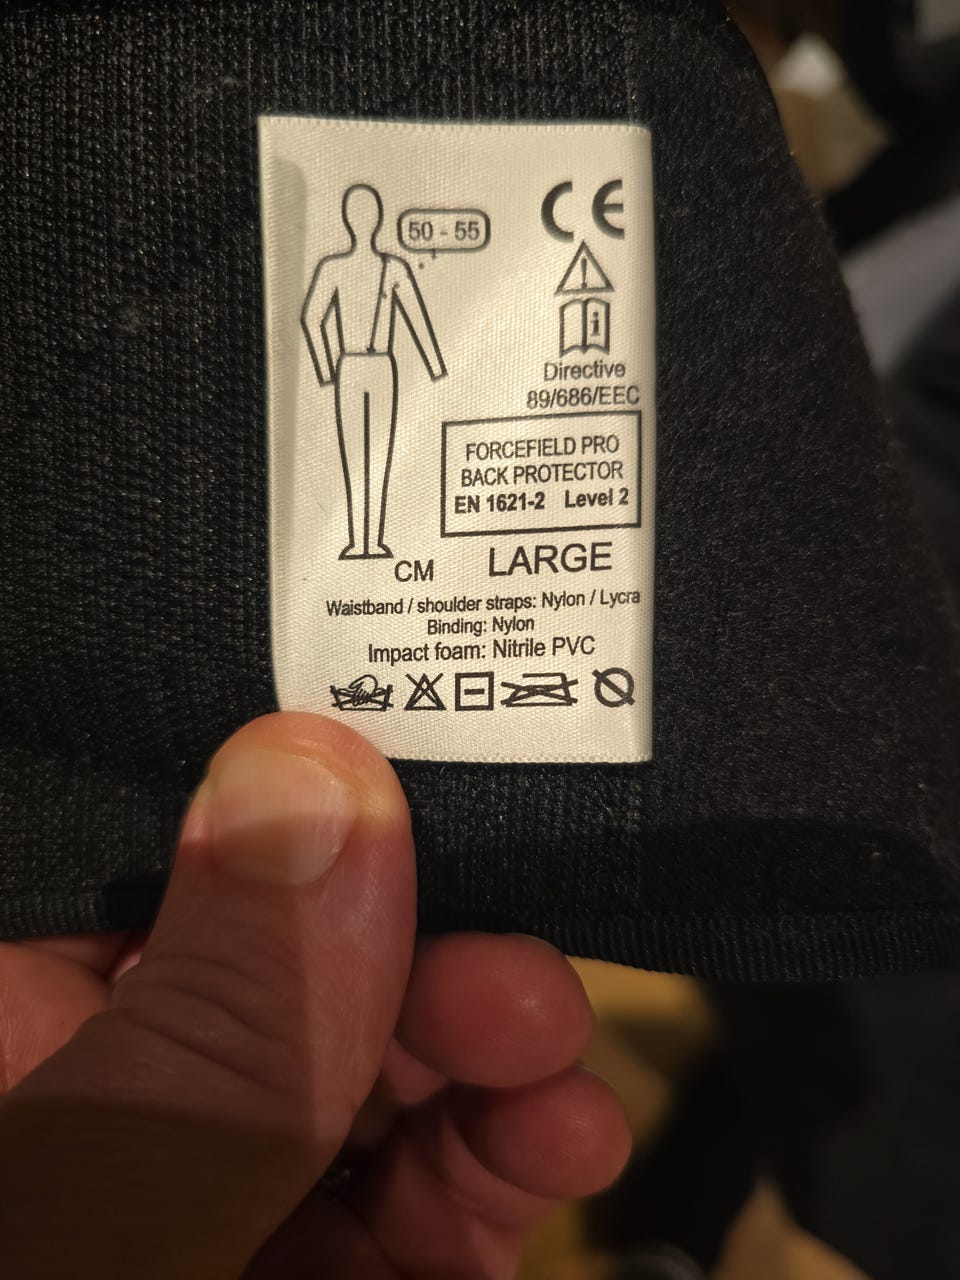 50 - 55
CE
i
Directive
89/686/EEC
FORCEFIELD PRO
BACK PROTECTOR
EN 1621-2 Level 2
CM LARGE
Waistband / shoulder straps: Nylon / Lycra
Binding: Nylon
Impact foam: Nitrile PVC